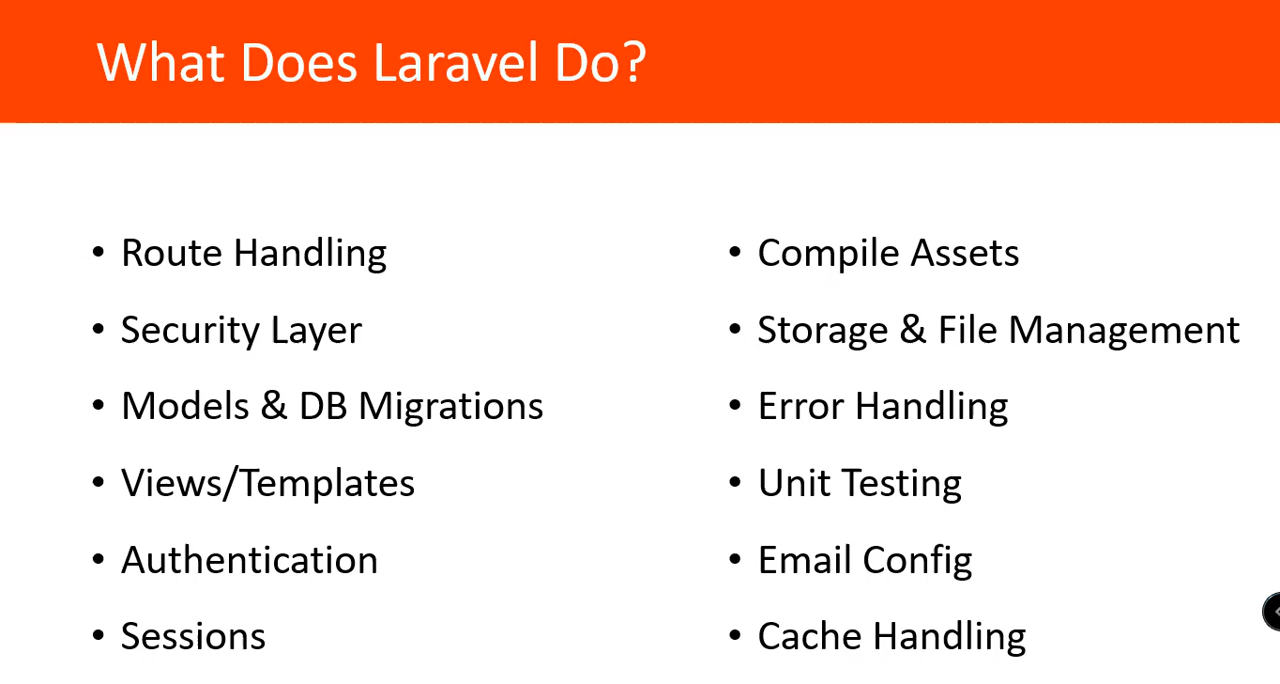 What Does Laravel Do?
• Route Handling
• Security Layer
• Models & DB Migrations
• Views/Templates
• Authentication
• Sessions
• Compile Assets
• Storage & File Management
• Error Handling
• Unit Testing
• Email Config
• Cache Handling